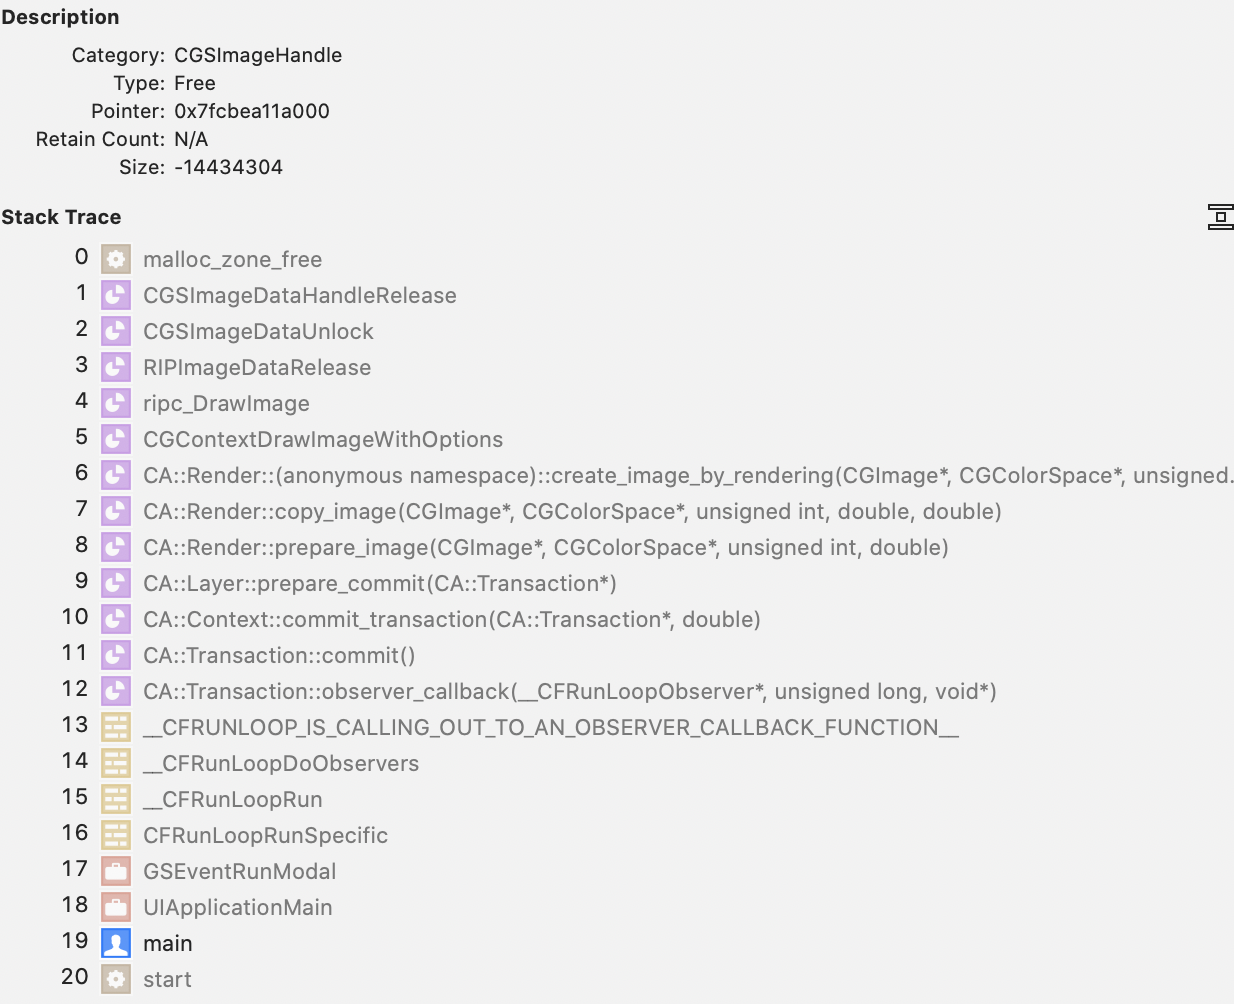 Description
Category: CGSImageHandle
Type: Free
Pointer: 0x7fcbea11a000
Retain Count: N/A
Size: -14434304
Stack Trace
0 malloc_zone_free
1 CGSImageDataHandleRelease
2 CGSImageDataUnlock
3 RIPImageDataRelease
4 ripc_DrawImage
5 CGContextDrawImageWithOptions
6 CA::Render::(anonymous namespace)::create_image_by_rendering(CGImage*, CGColorSpace*, unsigned.
7 CA::Render::copy_image(CGImage*, CGColorSpace*, unsigned int, double, double)
8 CA::Render::prepare_image(CGImage*, CGColorSpace*, unsigned int, double)
9 CA::Layer::prepare_commit(CA::Transaction*)
10 CA::Context::commit_transaction(CA::Transaction*, double)
11 CA::Transaction::commit()
12 CA::Transaction::observer_callback(__CFRunLoopObserver*, unsigned long, void*)
13 __CFRUNLOOP_IS_CALLING_OUT_TO_AN_OBSERVER_CALLBACK_FUNCTION__
14 __CFRunLoopDoObservers
15 __CFRunLoopRun
16 CFRunLoopRunSpecific
17 GSEventRunModal
18 UIApplicationMain
19 main
20 start